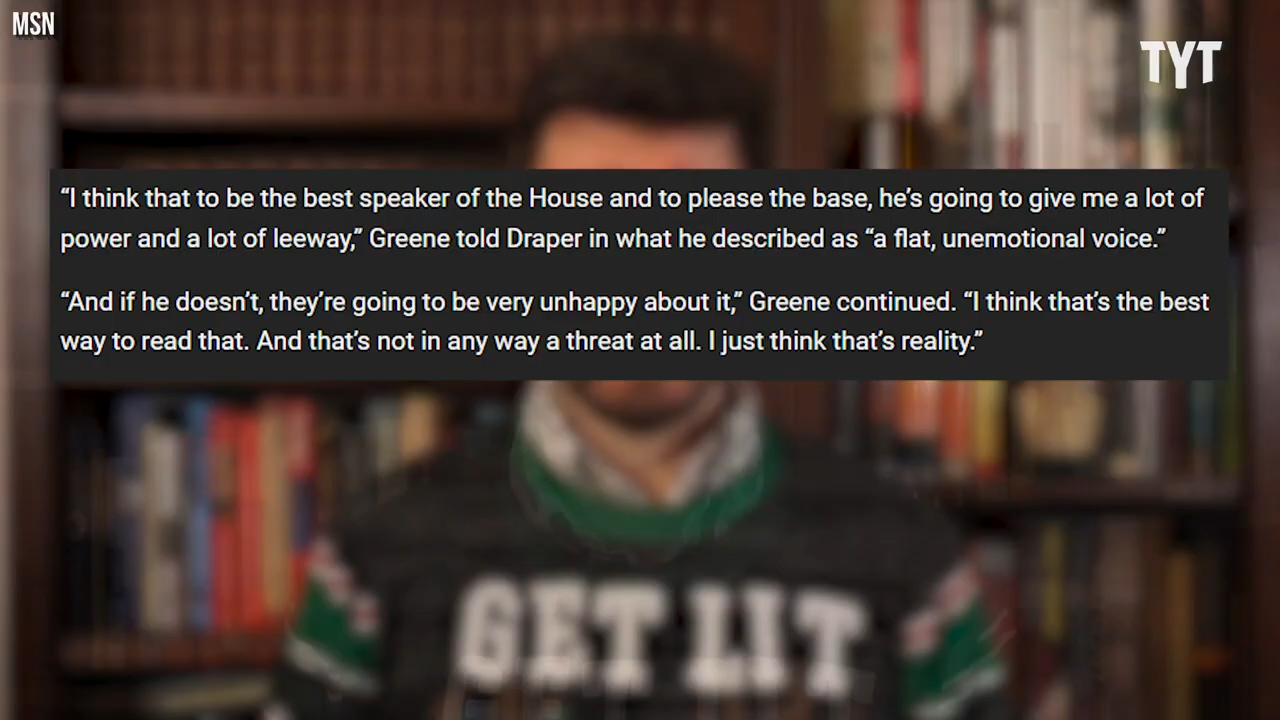 MSN
TYT
“I think that to be the best speaker of the House and to please the base, he’s going to give me a lot of
power and a lot of leeway,” Greene told Draper in what he described as “a flat, unemotional voice.”
“And if he doesn’t, they’re going to be very unhappy about it,” Greene continued. “I think that’s the best
way to read that. And that’s not in any way a threat at all. I just think that’s reality.”
GET LIT